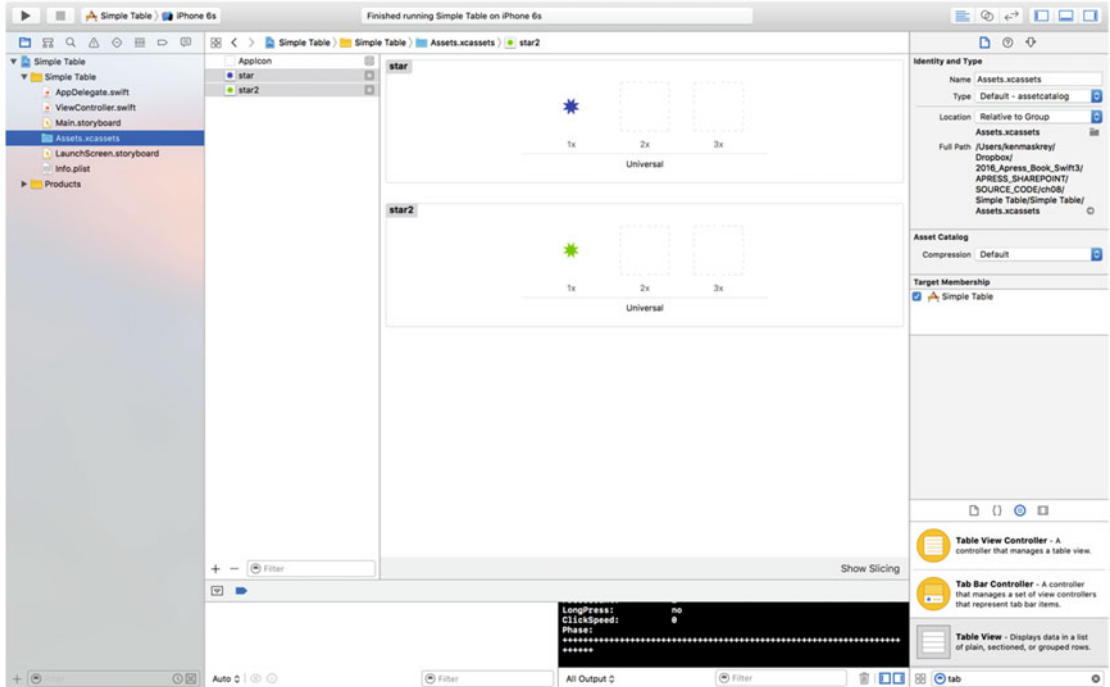 Simple Table iPhone 6s
Finished running Simple Table on iPhone 6s
Simple Table
Simple Table
AppDelegate.swift
ViewController.swift
Main.storyboard
Assets.xcassets
LaunchScreen.storyboard
Info.plist
Products
Simple Table Simple Table Assets.xcassets star2
AppIcon
star
star2
star
1x 2x 3x
Universal
star2
1x 2x 3x
Universal
Filter
Show Slicing
Identity and Type
Name Assets.xcassets
Type Default - assetcatalog
Location Relative to Group
Assets.xcassets
Full Path /Users/kenmaskrey/
Dropbox/
2016_Apress_Book_Swift3/
APRESS_SHAREPOINT/
SOURCE_CODE/ch08/
Simple Table/Simple Table/
Assets.xcassets
Asset Catalog
Compression Default
Target Membership
Simple Table
Table View Controller - A
controller that manages a table view.
Tab Bar Controller - A controller
that manages a set of view controllers
that represent tab bar items.
Table View - Displays data in a list
of plain, sectioned, or grouped rows.
LongPress: no
ClickSpeed: 0
Phase:
Auto
Filter
All Output
Filter
tab